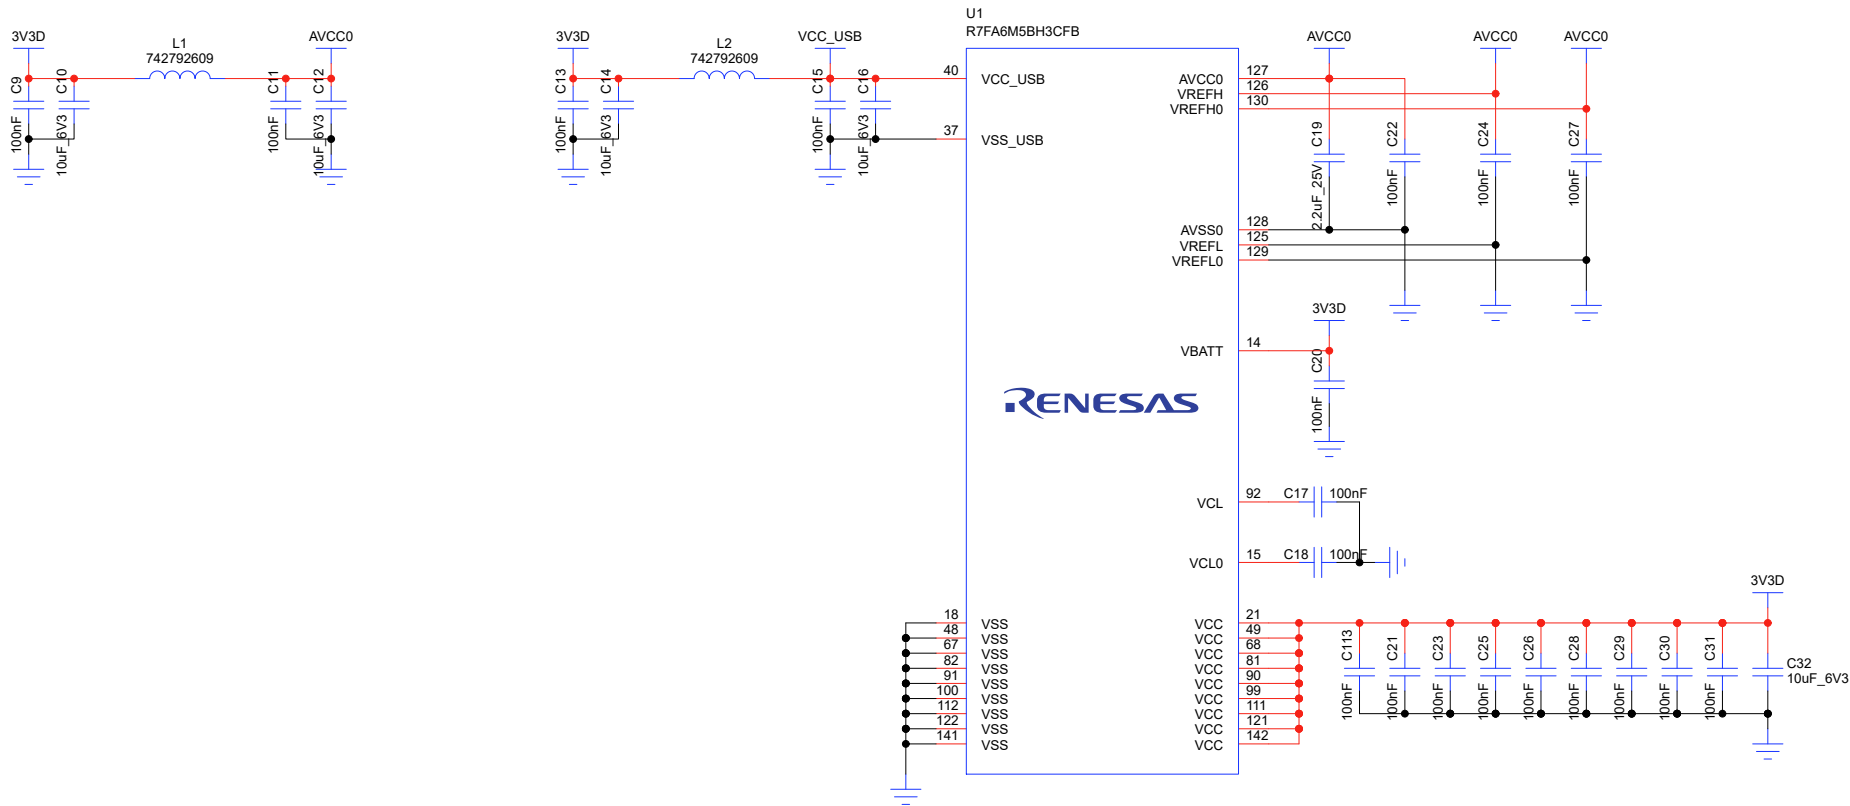 U1
R7FA6M5BH3CFB
3V3D
L1
742792609
AVCC0
C9
100nF
C10
10uF_6V3
C11
100nF
C12
10uF_6V3
3V3D
L2
742792609
VCC_USB
C13
100nF
C14
10uF_6V3
C15
100nF
C16
10uF_6V3
40 VCC_USB
37 VSS_USB
AVCC0 127
VREFH 126
VREFH0 130
AVCC0
AVCC0
AVCC0
C19
2.2uF_25V
C22
100nF
C24
100nF
C27
100nF
AVSS0 128
VREFL 125
VREFL0 129
3V3D
VBATT 14
C20
100nF
RENESAS
VCL 92 C17 100nF
VCL0 15 C18 100nF
18 VSS
48 VSS
67 VSS
82 VSS
91 VSS
100 VSS
112 VSS
122 VSS
141 VSS
VCC 21
VCC 49
VCC 68
VCC 81
VCC 90
VCC 99
VCC 111
VCC 121
VCC 142
3V3D
C113
100nF
C21
100nF
C23
100nF
C25
100nF
C26
100nF
C28
100nF
C29
100nF
C30
100nF
C31
100nF
C32
10uF_6V3